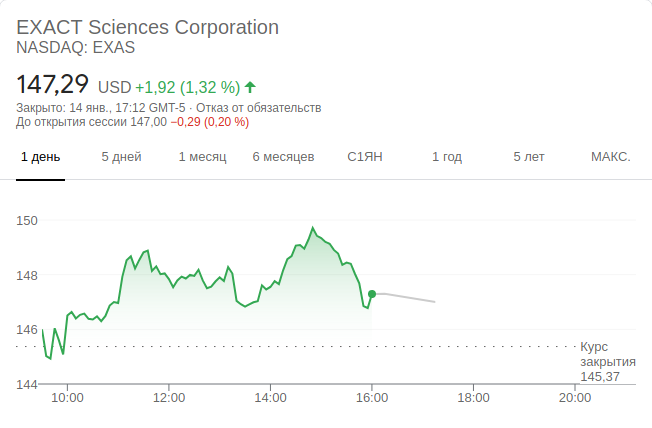 EXACT Sciences Corporation
NASDAQ: EXAS
147,29 USD +1,92 (1,32 %)
Закрыто: 14 янв., 17:12 GMT-5 · Отказ от обязательств
До открытия сессии 147,00 −0,29 (0,20 %)
1 день 5 дней 1 месяц 6 месяцев С1ЯН 1 год 5 лет МАКС.
150
148
146
Курс
закрытия
145,37
144
10:00 12:00 14:00 16:00 18:00 20:00